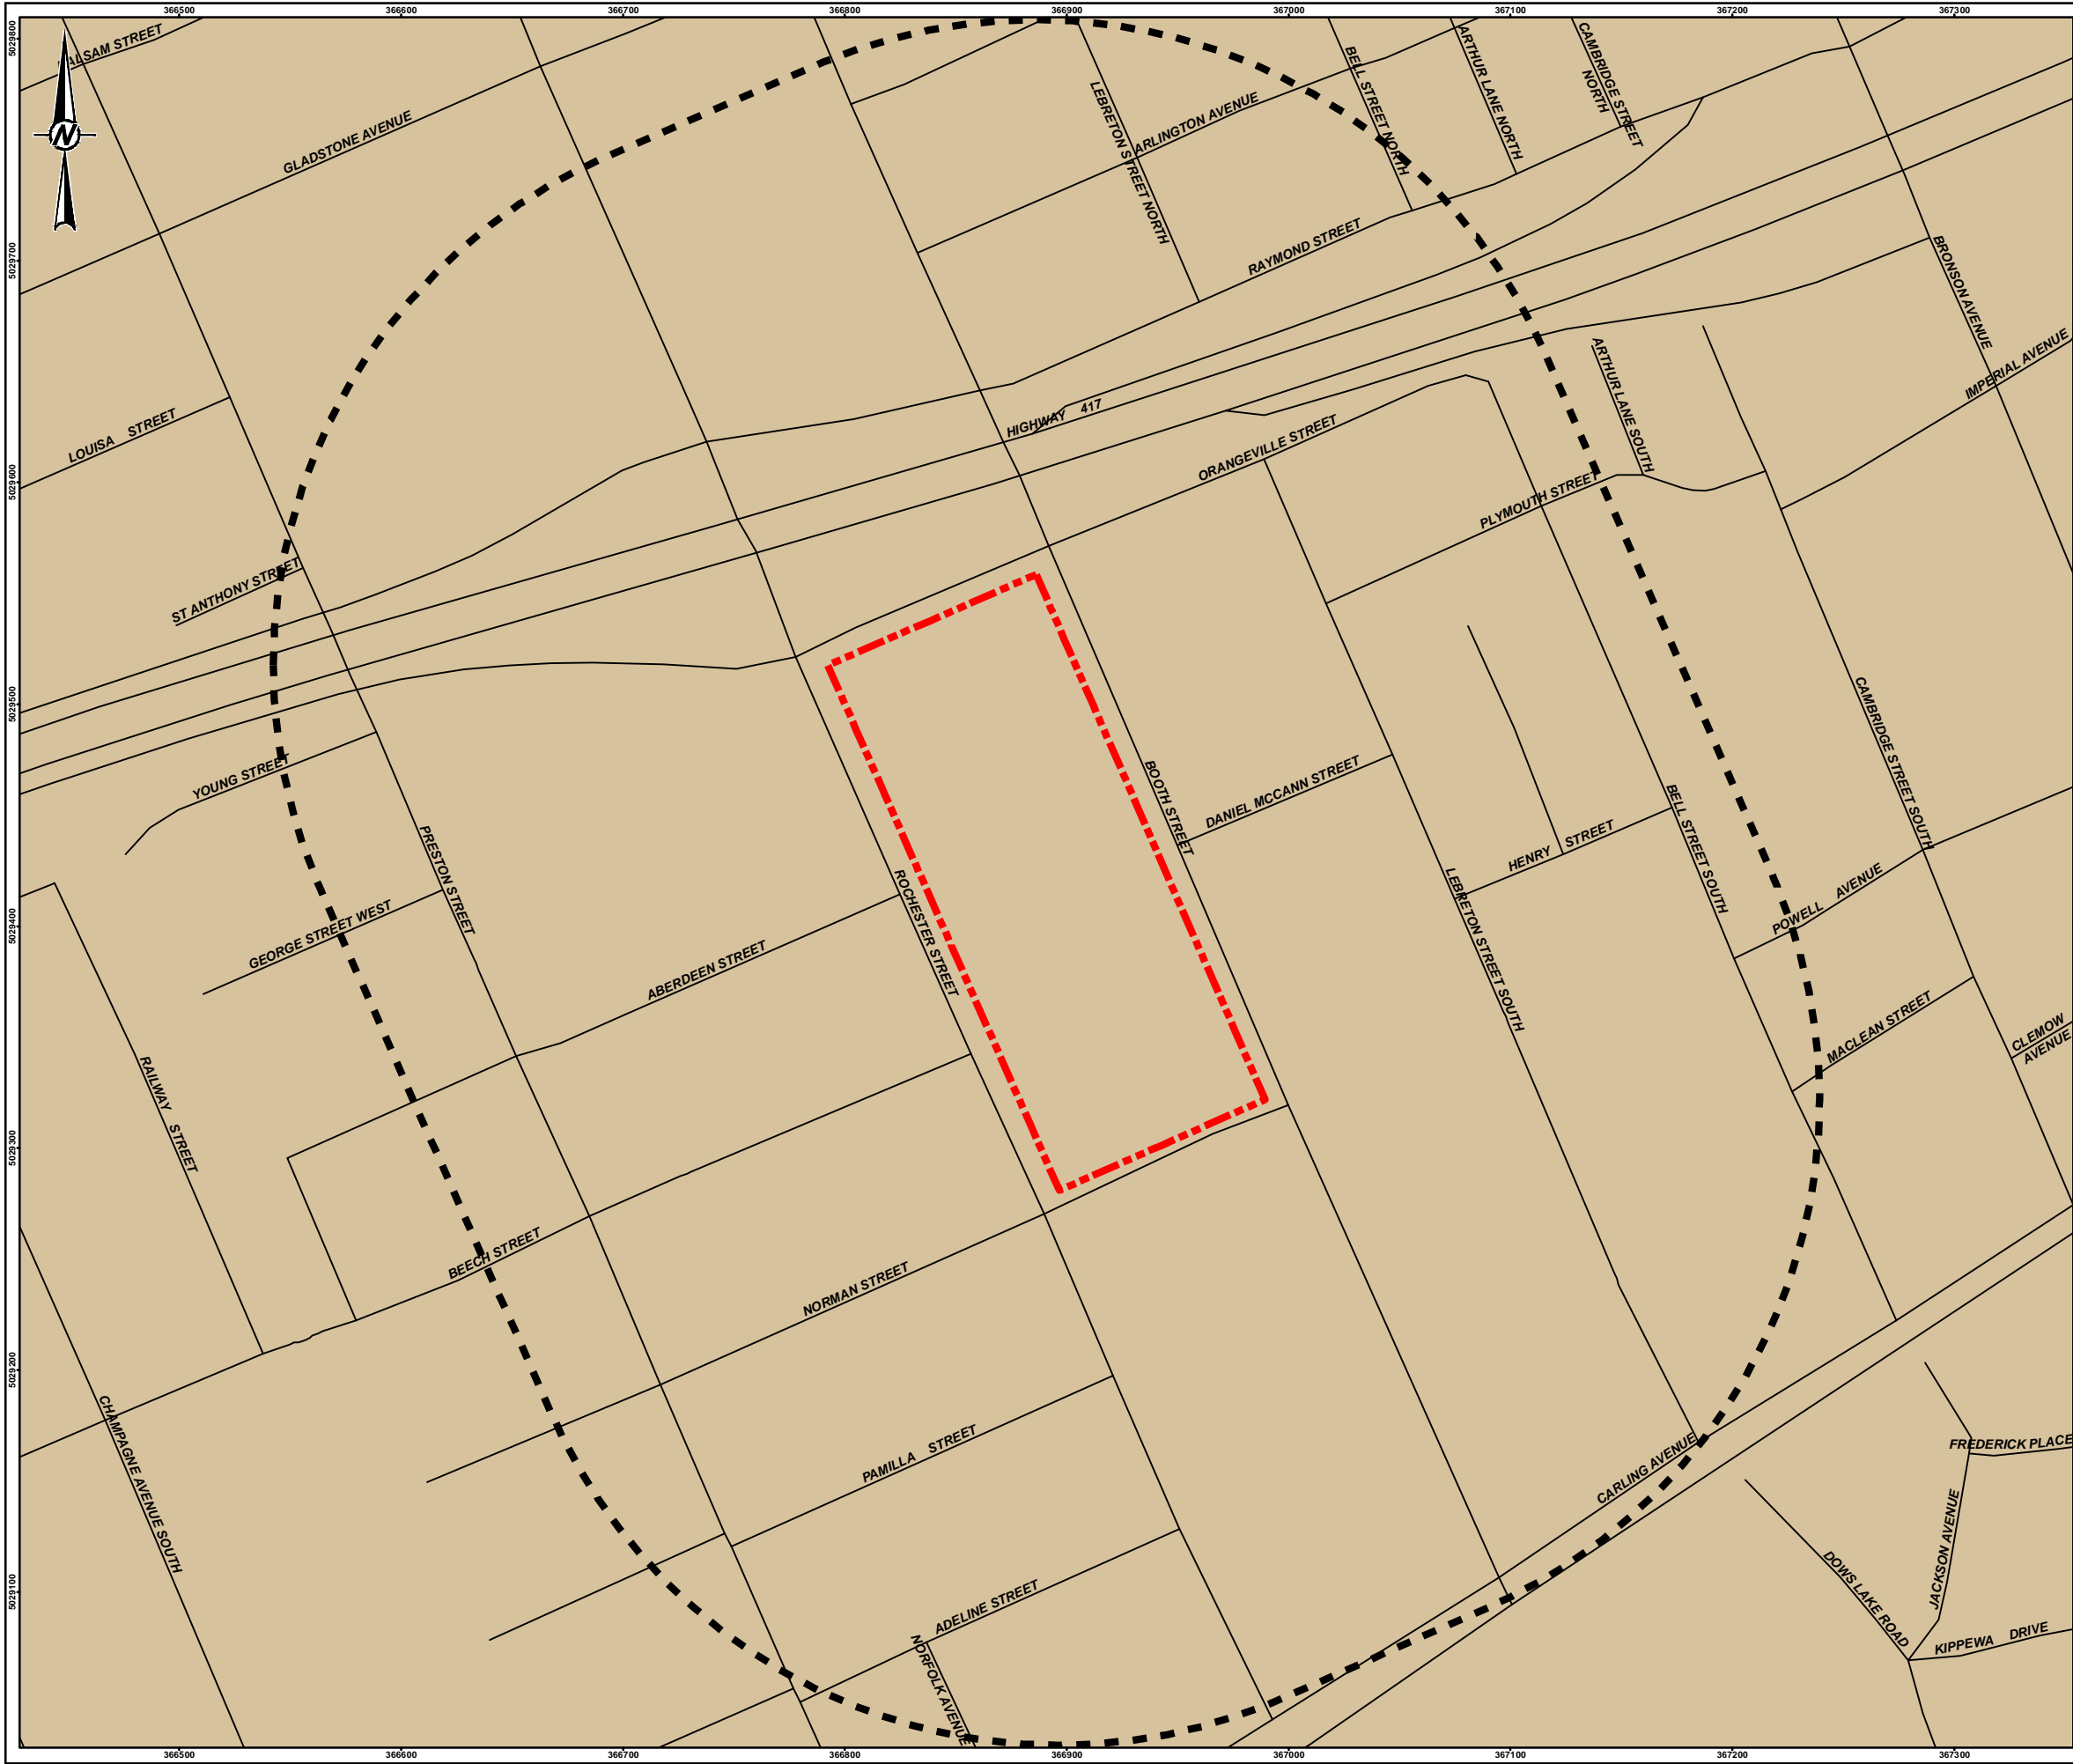 366500 366600 366700 366800 366900 367000 367100 367200 367300
5029800
ALSAM STREET
N
GLADSTONE AVENUE
LEBRETON STREET NORTH
ARLINGTON AVENUE
BELL STREET NORTH
ARTHUR LANE NORTH
CAMBRIDGE STREET
NORTH
5029700
RAYMOND STREET
BRONSON AVENUE
IMPERIAL AVENUE
ARTHUR LANE SOUTH
LOUISA STREET
HIGHWAY 417
ORANGEVILLE STREET
5029600
PLYMOUTH STREET
ST ANTHONY STREET
5029500
CAMBRIDGE STREET SOUTH
YOUNG STREET
BOOTH STREET
DANIEL MCCANN STREET
BELL STREET SOUTH
PRESTON STREET
HENRY STREET
ROCHESTER STREET
LEBRETON STREET SOUTH
POWELL AVENUE
5029400
GEORGE STREET WEST
ABERDEEN STREET
MACLEAN STREET
CLEMOW
AVENUE
RAILWAY STREET
5029300
BEECH STREET
NORMAN STREET
5029200
CHAMPAGNE AVENUE SOUTH
PAMILLA STREET
CARLING AVENUE
FREDERICK PLACE
JACKSON AVENUE
DOWS LAKE ROAD
5029100
ADELINE STREET
NORFOLK AVENUE
KIPPEWA DRIVE
366500 366600 366700 366800 366900 367000 367100 367200 367300